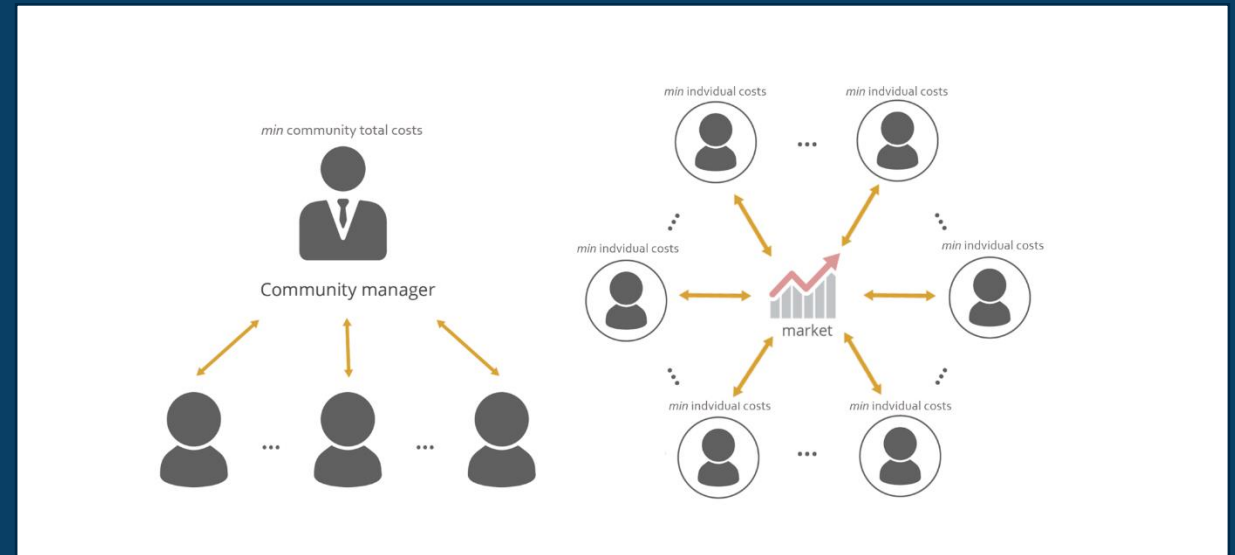 min community total costs
Community manager
...
...
min indvidual costs
min indvidual costs
...
min indvidual costs
min indvidual costs
market
min indvidual costs
min indvidual costs
...